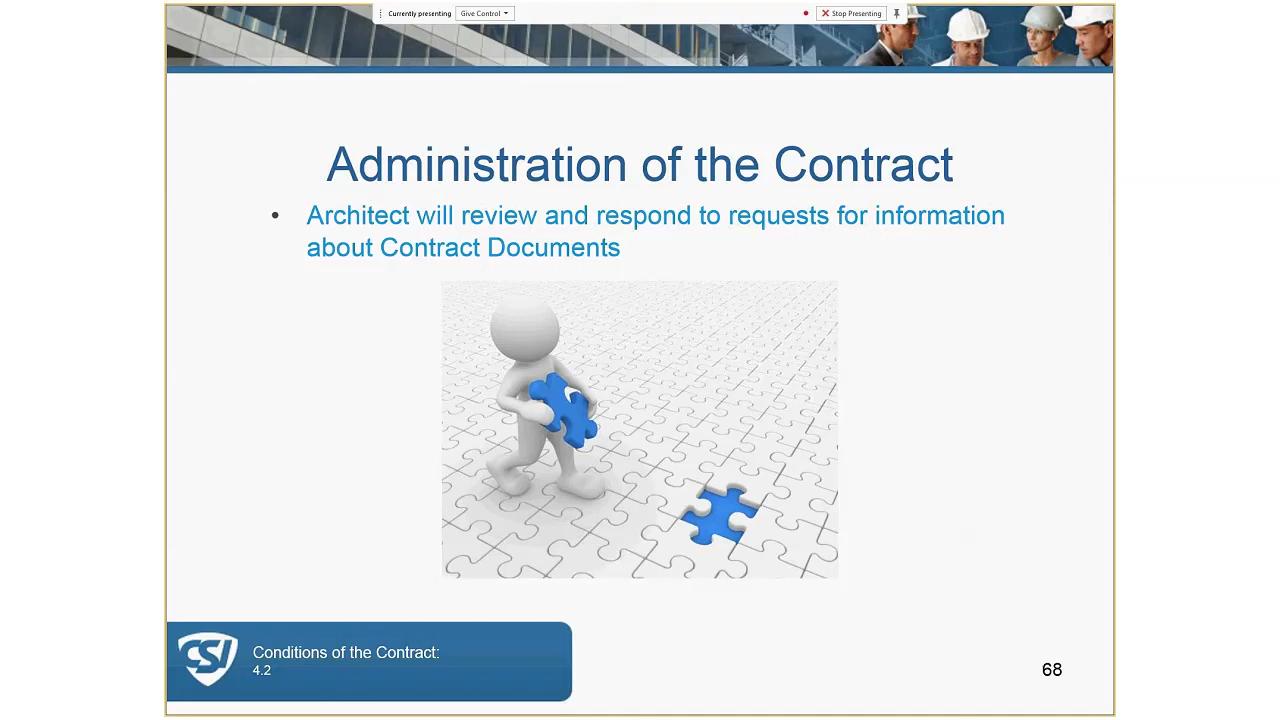 Currently presenting Give Control Stop Presenting
Administration of the Contract
• Architect will review and respond to requests for information
about Contract Documents
CSI
Conditions of the Contract:
4.2
68